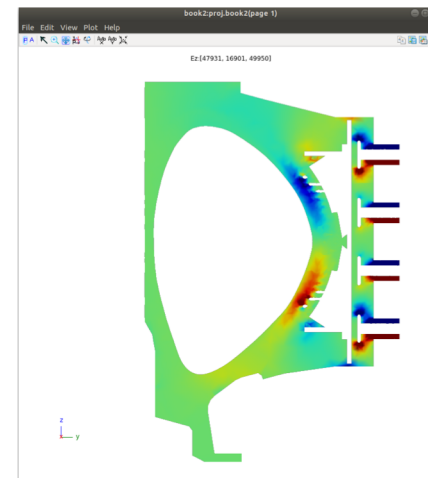 book2:proj.book2(page 1)
File Edit View Plot Help
Ez:[47931, 16901, 49950]
z
y